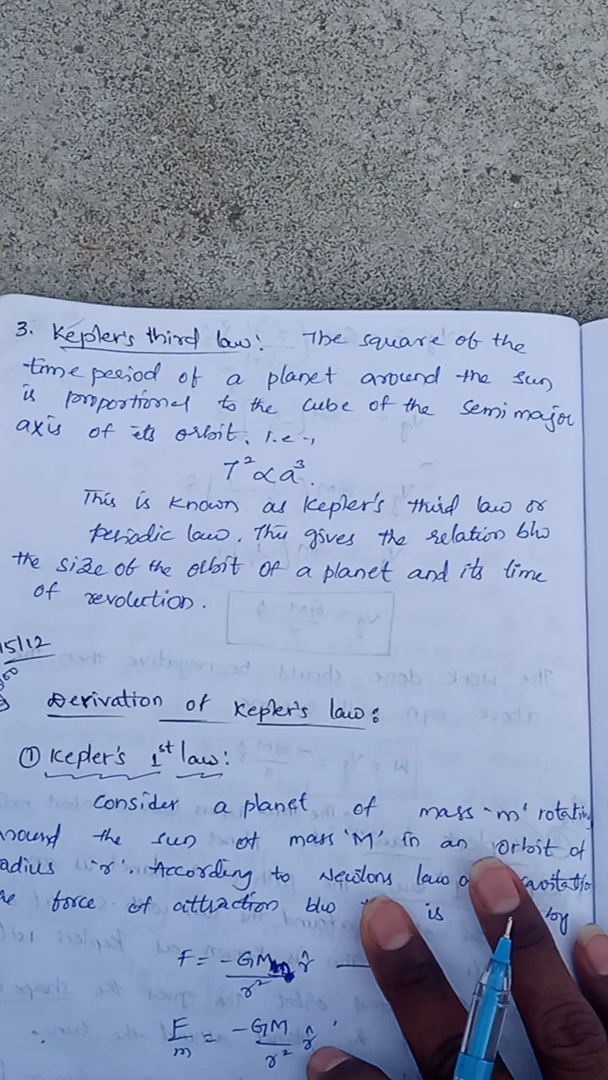 3. Kepler's third law: The square of the
time period of a planet around the sun
is proportional to the cube of the semi major
axis of its orbit. i.e.,
T² ∝ a³.
This is known as Kepler's third law or
periodic law. This gives the relation b/w
the size of the orbit of a planet and its time
of revolution.
15/12
Derivation of Kepler's law:
① Kepler's 1st law:
Consider a planet of mass 'm' rotating
the sun of mass 'M' in an orbit of
'r'. According to Newtons law
force of attraction b/w is by
F = -GMm/r² r̂
F/m = -GM/r² r̂